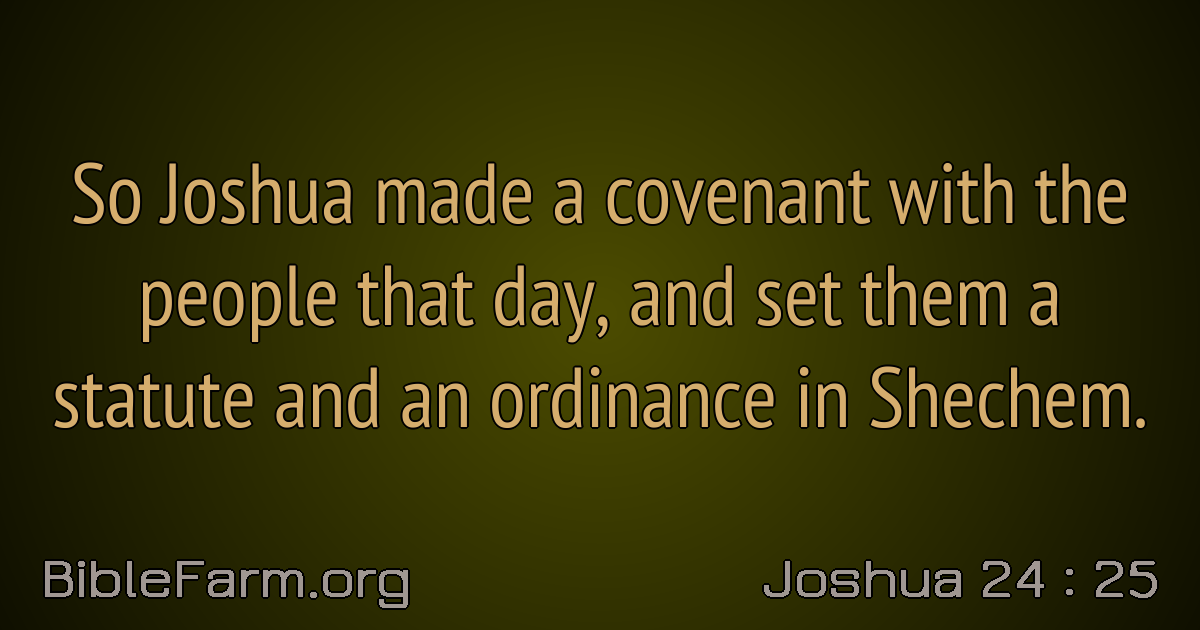 So Joshua made a covenant with the
people that day, and set them a
statute and an ordinance in Shechem.
BibleFarm.org
Joshua 24 : 25